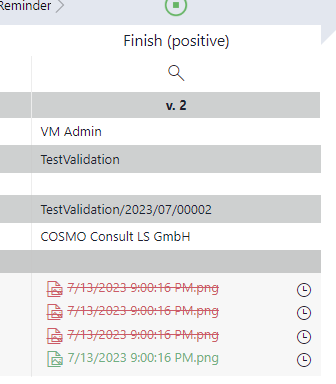 Reminder
Finish (positive)
v. 2
VM Admin
TestValidation
TestValidation/2023/07/00002
COSMO Consult LS GmbH
7/13/2023 9:00:16 PM.png
7/13/2023 9:00:16 PM.png
7/13/2023 9:00:16 PM.png
7/13/2023 9:00:16 PM.png